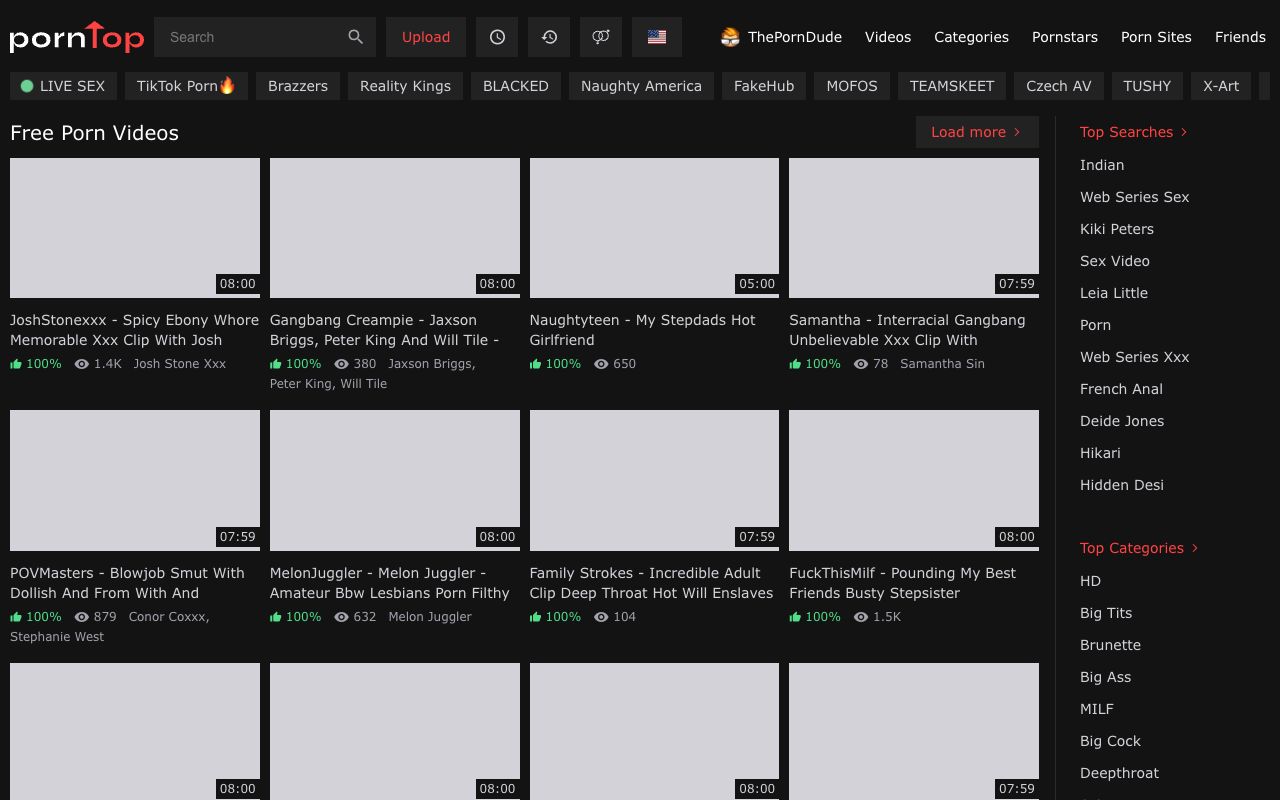 pornTop
Search
Upload
ThePornDude
Videos
Categories
Pornstars
Porn Sites
Friends
LIVE SEX
TikTok Porn🔥
Brazzers
Reality Kings
BLACKED
Naughty America
FakeHub
MOFOS
TEAMSKEET
Czech AV
TUSHY
X-Art
Free Porn Videos
Load more
08:00
08:00
05:00
07:59
JoshStonexxx - Spicy Ebony Whore
Memorable Xxx Clip With Josh
100% 1.4K Josh Stone Xxx
Gangbang Creampie - Jaxson
Briggs, Peter King And Will Tile -
100% 380 Jaxson Briggs,
Peter King, Will Tile
Naughtyteen - My Stepdads Hot
Girlfriend
100% 650
Samantha - Interracial Gangbang
Unbelievable Xxx Clip With
100% 78 Samantha Sin
07:59
08:00
07:59
08:00
POVMasters - Blowjob Smut With
Dollish And From With And
100% 879 Conor Coxxx,
Stephanie West
MelonJuggler - Melon Juggler -
Amateur Bbw Lesbians Porn Filthy
100% 632 Melon Juggler
Family Strokes - Incredible Adult
Clip Deep Throat Hot Will Enslaves
100% 104
FuckThisMilf - Pounding My Best
Friends Busty Stepsister
100% 1.5K
08:00
08:00
08:00
07:59
Top Searches
Indian
Web Series Sex
Kiki Peters
Sex Video
Leia Little
Porn
Web Series Xxx
French Anal
Deide Jones
Hikari
Hidden Desi
Top Categories
HD
Big Tits
Brunette
Big Ass
MILF
Big Cock
Deepthroat